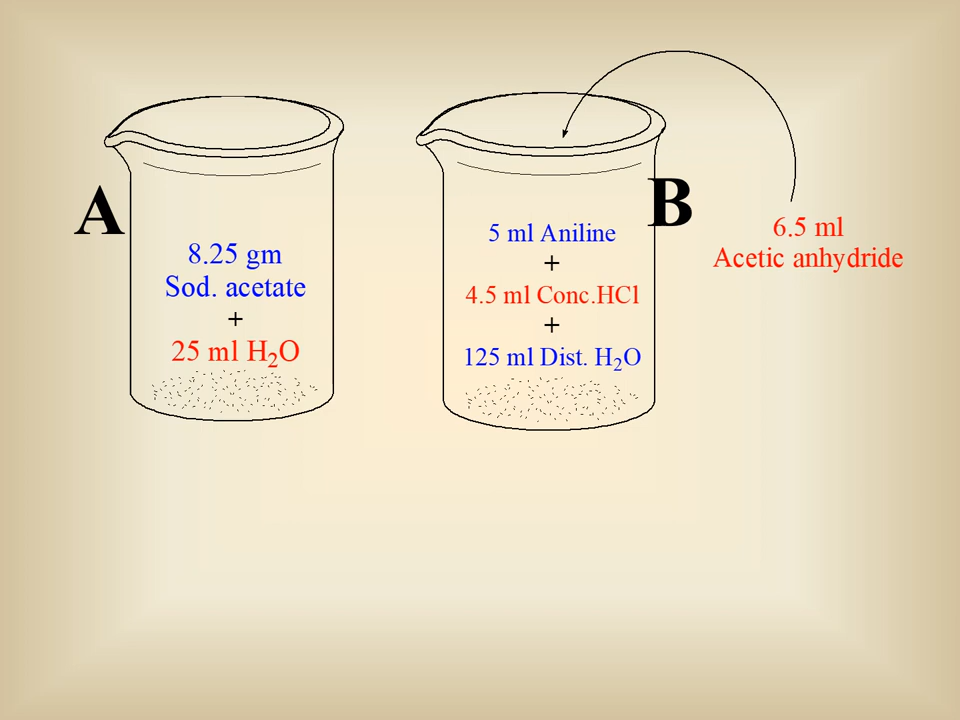 A
8.25 gm
Sod. acetate
+
25 ml H₂O
B
5 ml Aniline
+
4.5 ml Conc.HCl
+
125 ml Dist. H₂O
6.5 ml
Acetic anhydride